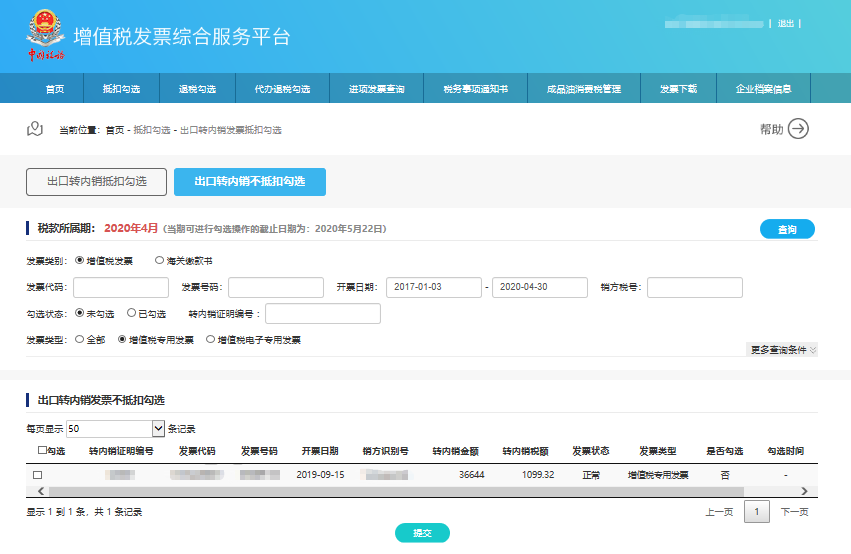 增值税发票综合服务平台
| 退出 |
中国税务
首页 抵扣勾选 退税勾选 代办退税勾选 进项发票查询 税务事项通知书 成品油消费税管理 发票下载 企业档案信息
当前位置: 首页 - 抵扣勾选 - 出口转内销发票抵扣勾选
帮助
出口转内销抵扣勾选 出口转内销不抵扣勾选
税款所属期: 2020年4月 (当期可进行勾选操作的截止日期为: 2020年5月22日) 查询
发票类别: 增值税发票 海关缴款书
发票代码: 发票号码: 开票日期: 2017-01-03 - 2020-04-30 销方税号:
勾选状态: 未勾选 已勾选 转内销证明编号:
发票类型: 全部 增值税专用发票 增值税电子专用发票
更多查询条件
出口转内销发票不抵扣勾选
每页显示 50 条记录
勾选 转内销证明编号 发票代码 发票号码 开票日期 销方识别号 转内销金额 转内销税额 发票状态 发票类型 是否勾选 勾选时间
2019-09-15 36644 1099.32 正常 增值税专用发票 否 -
显示 1 到 1 条, 共 1 条记录 上一页 1 下一页
提交